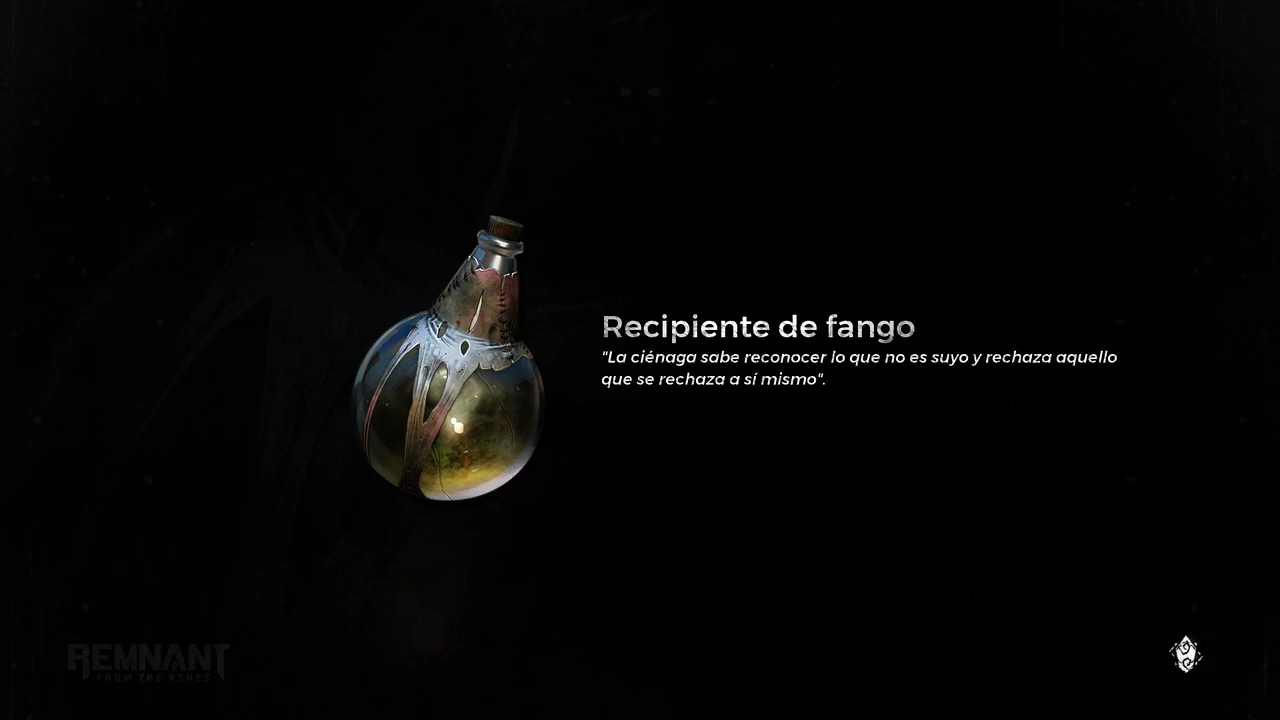 Recipiente de fango
"La ciénaga sabe reconocer lo que no es suyo y rechaza aquello
que se rechaza a sí mismo".
REMNANT
FROM THE ASHES